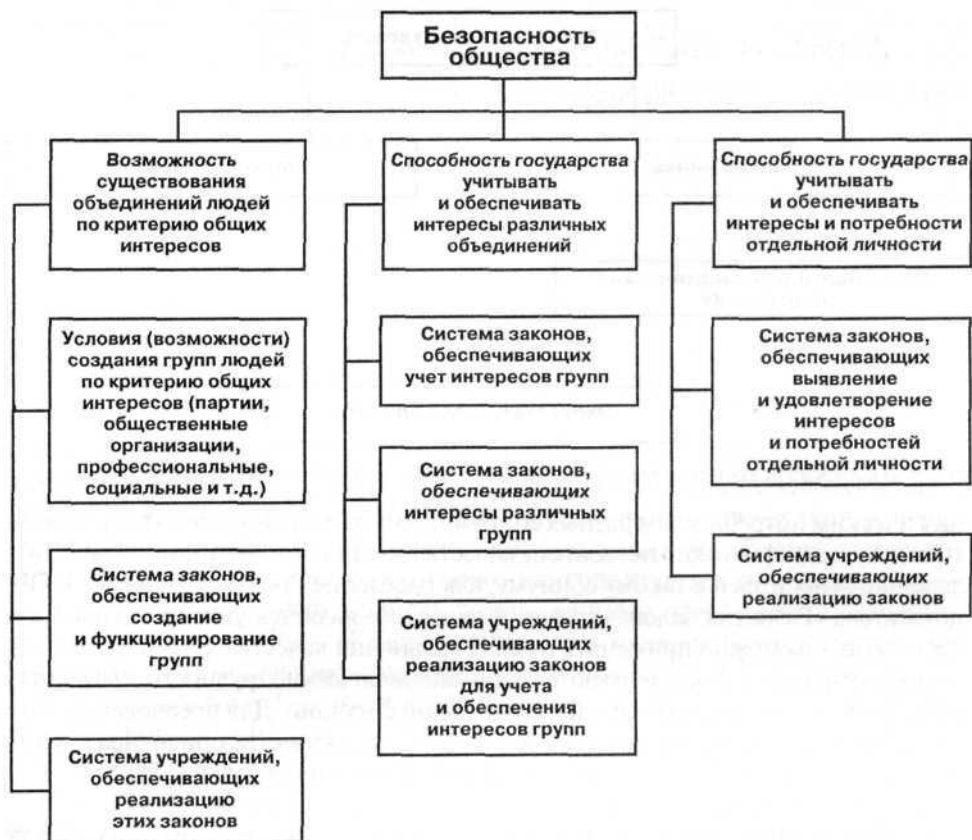 Безопасность
общества
Возможность
существования
объединений людей
по критерию общих
интересов
Способность государства
учитывать
и обеспечивать
интересы различных
объединений
Способность государства
учитывать
и обеспечивать
интересы и потребности
отдельной личности
Условия (возможности)
создания групп людей
по критерию общих
интересов (партии,
общественные
организации,
профессиональные,
социальные и т.д.)
Система законов,
обеспечивающих
создание
и функционирование
групп
Система учреждений,
обеспечивающих
реализацию
этих законов
Система законов,
обеспечивающих
учет интересов групп
Система законов,
обеспечивающих
интересы различных
групп
Система учреждений,
обеспечивающих
реализацию законов
для учета
и обеспечения
интересов групп
Система законов,
обеспечивающих
выявление
и удовлетворение
интересов
и потребностей
отдельной личности
Система учреждений,
обеспечивающих
реализацию законов